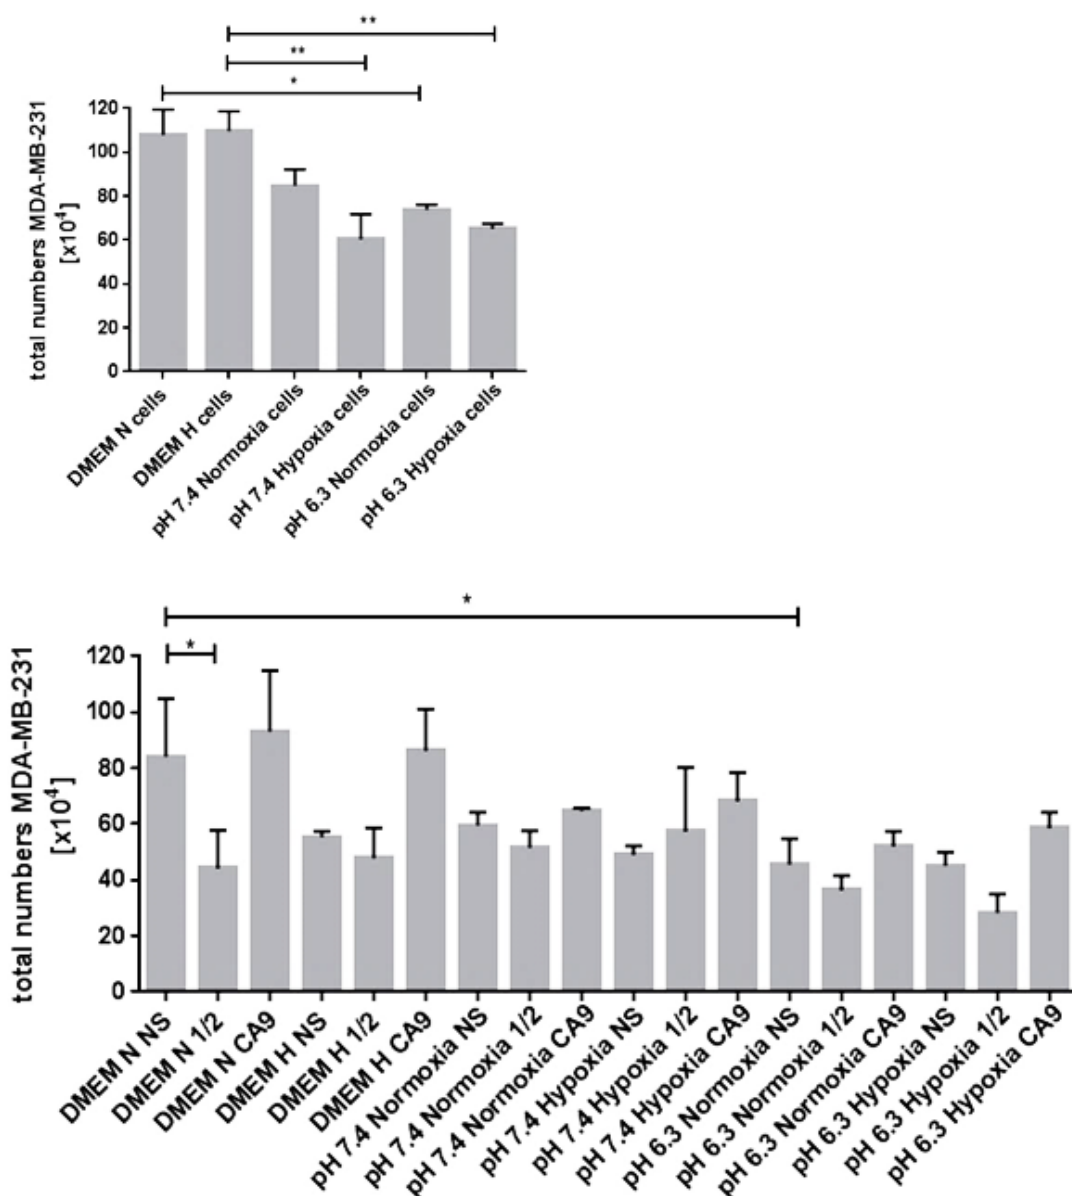 **
**
*
total numbers MDA-MB-231
[x10⁴]
120
100
80
60
40
20
0
DMEM N cells
DMEM H cells
pH 7.4 Normoxia cells
pH 7.4 Hypoxia cells
pH 6.3 Normoxia cells
pH 6.3 Hypoxia cells
*
*
total numbers MDA-MB-231
[x10⁴]
120
100
80
60
40
20
0
DMEM N NS
DMEM N 1/2
DMEM N CA9
DMEM H NS
DMEM H 1/2
DMEM H CA9
pH 7.4 Normoxia NS
pH 7.4 Normoxia 1/2
pH 7.4 Normoxia CA9
pH 7.4 Hypoxia NS
pH 7.4 Hypoxia 1/2
pH 7.4 Hypoxia CA9
pH 6.3 Normoxia NS
pH 6.3 Normoxia 1/2
pH 6.3 Normoxia CA9
pH 6.3 Hypoxia NS
pH 6.3 Hypoxia 1/2
pH 6.3 Hypoxia CA9